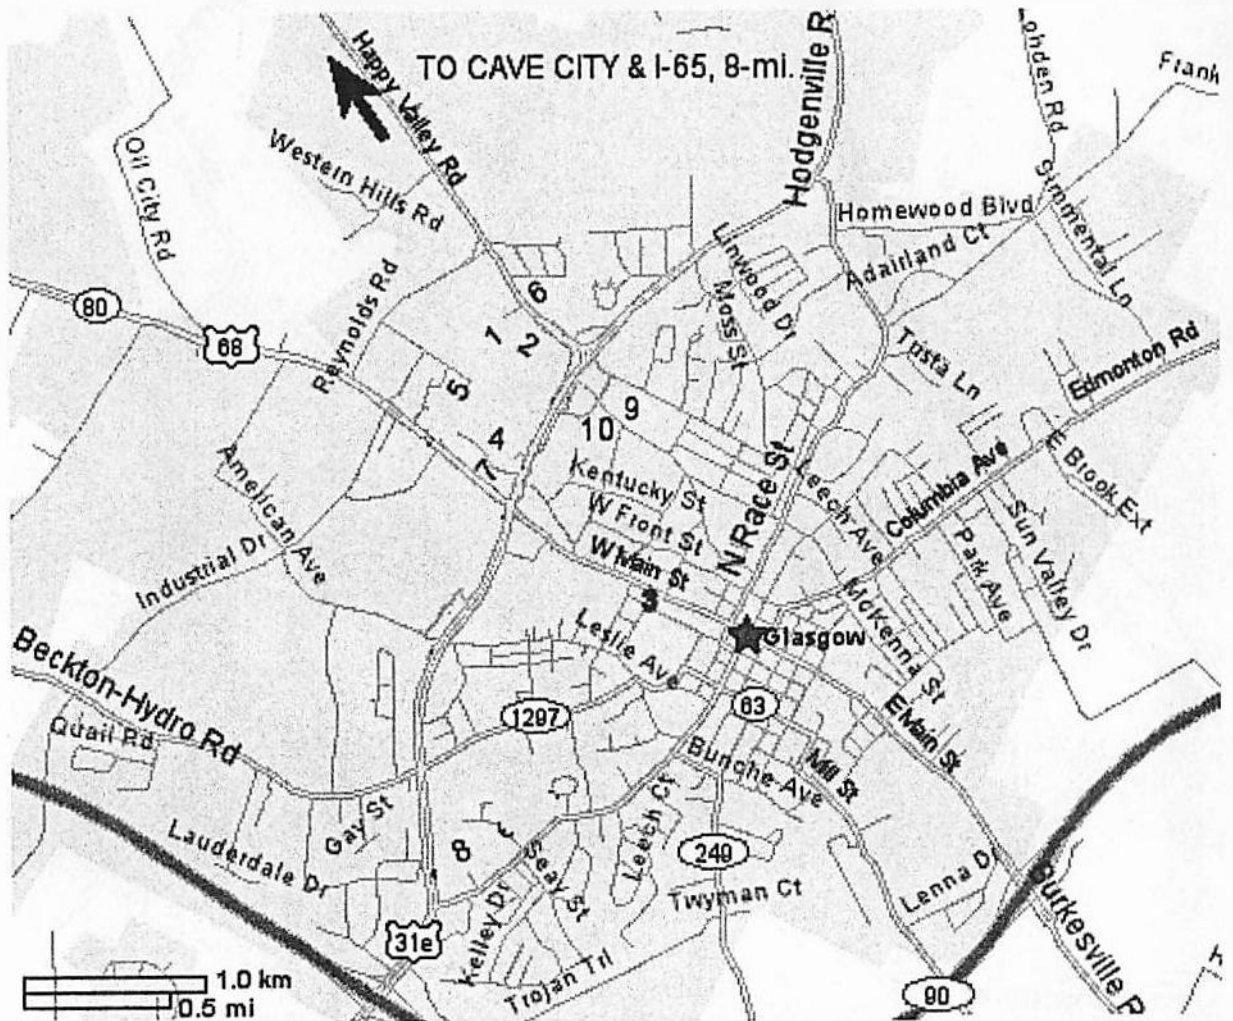 TO CAVE CITY & I-65, 8-mi.
Happy Valley Rd
Hodgenville R
Lohden Rd
Frank
Oil City Rd
Western Hills Rd
Homewood Blvd
Simmental Ln
Adairland Ct
Linwood Dr
Moss St
Reynolds Rd
80
68
6
1
2
Tusta Ln
Edmonton Rd
5
9
10
4
7
Kentucky St
W Front St
W Main St
N Race St
Leech Ave
Columbia Ave
E Brook Ext
Sun Valley Dr
Park Ave
American Ave
Industrial Dr
3
Glasgow
McKenna St
Leslie Ave
Beckton-Hydro Rd
Quail Rd
1297
63
E Main St
Bunche-Ave
Mill St
Gay St
Lauderdale Dr
8
Seay St
Leech Ct
249
Twyman Ct
Lenna Dr
Burkesville R
31e
Kelley Dr
Trojan Trl
90
1.0 km
0.5 mi